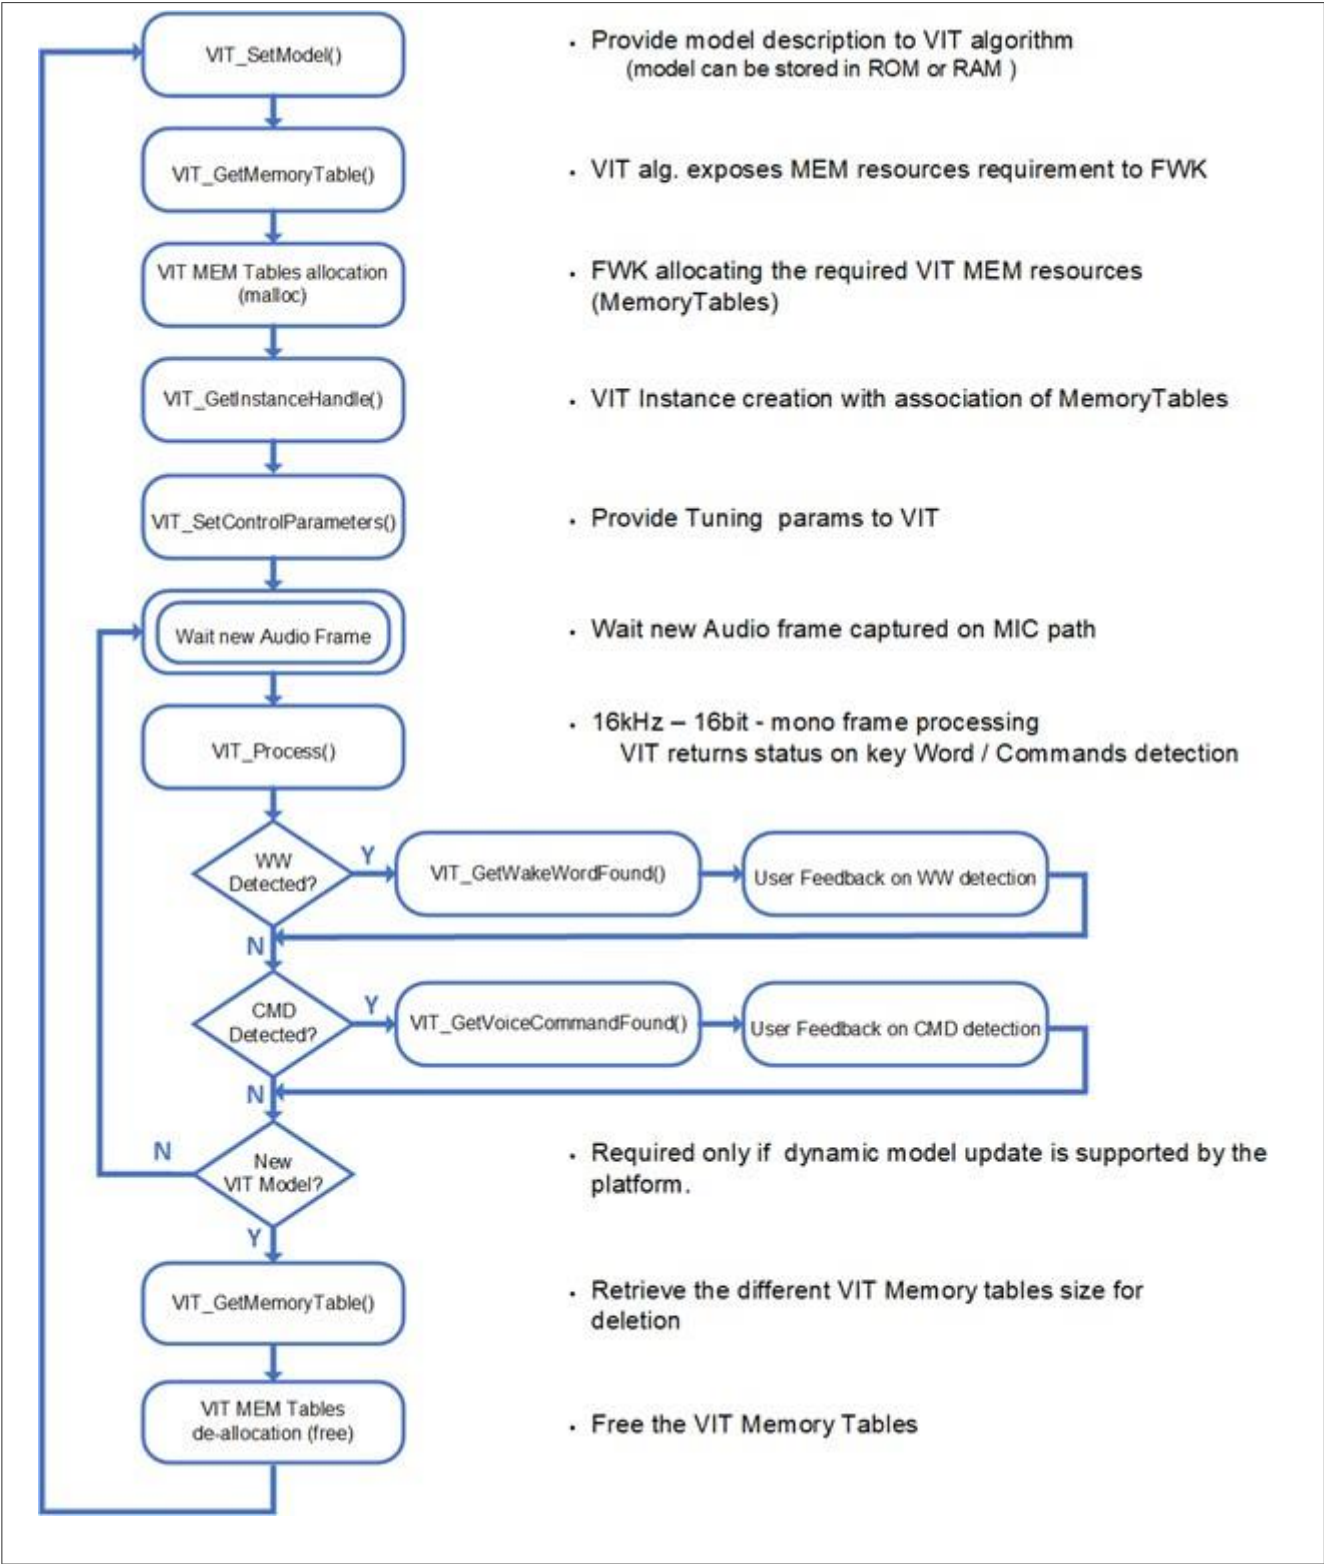 VIT_SetModel()
• Provide model description to VIT algorithm
(model can be stored in ROM or RAM )
VIT_GetMemoryTable()
• VIT alg. exposes MEM resources requirement to FWK
VIT MEM Tables allocation
(malloc)
• FWK allocating the required VIT MEM resources
(MemoryTables)
VIT_GetInstanceHandle()
• VIT Instance creation with association of MemoryTables
VIT_SetControlParameters()
• Provide Tuning params to VIT
Wait new Audio Frame
• Wait new Audio frame captured on MIC path
VIT_Process()
• 16kHz – 16bit - mono frame processing
VIT returns status on key Word / Commands detection
WW
Detected?
Y
VIT_GetWakeWordFound()
User Feedback on WW detection
N
CMD
Detected?
Y
VIT_GetVoiceCommandFound()
User Feedback on CMD detection
N
New
VIT Model?
N
• Required only if dynamic model update is supported by the
platform.
Y
VIT_GetMemoryTable()
• Retrieve the different VIT Memory tables size for
deletion
VIT MEM Tables
de-allocation (free)
• Free the VIT Memory Tables